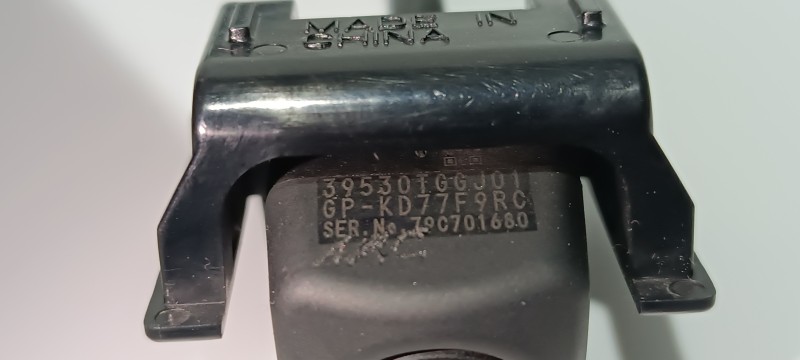 MADE IN
CHINA
39530TGGJ01
GP-KD77F9RC
SER.No. 79C701680